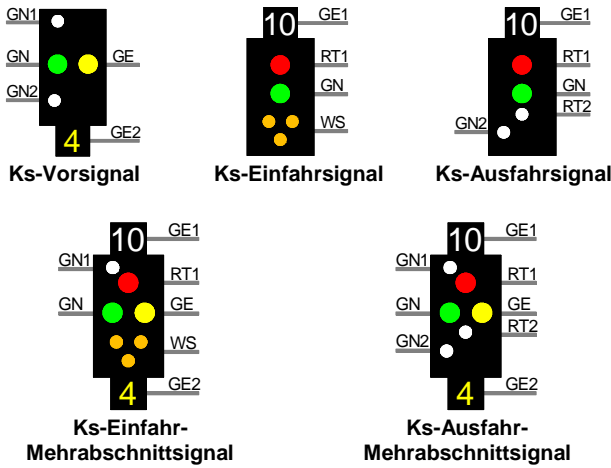 GN1
GN
GE
GN2
4
GE2
Ks-Vorsignal
10
GE1
RT1
GN
WS
Ks-Einfahrsignal
10
GE1
RT1
GN
RT2
GN2
Ks-Ausfahrsignal
10
GE1
GN1
RT1
GN
GE
WS
4
GE2
Ks-Einfahr-
Mehrabschnittsignal
10
GE1
GN1
RT1
GN
GE
RT2
GN2
4
GE2
Ks-Ausfahr-
Mehrabschnittsignal